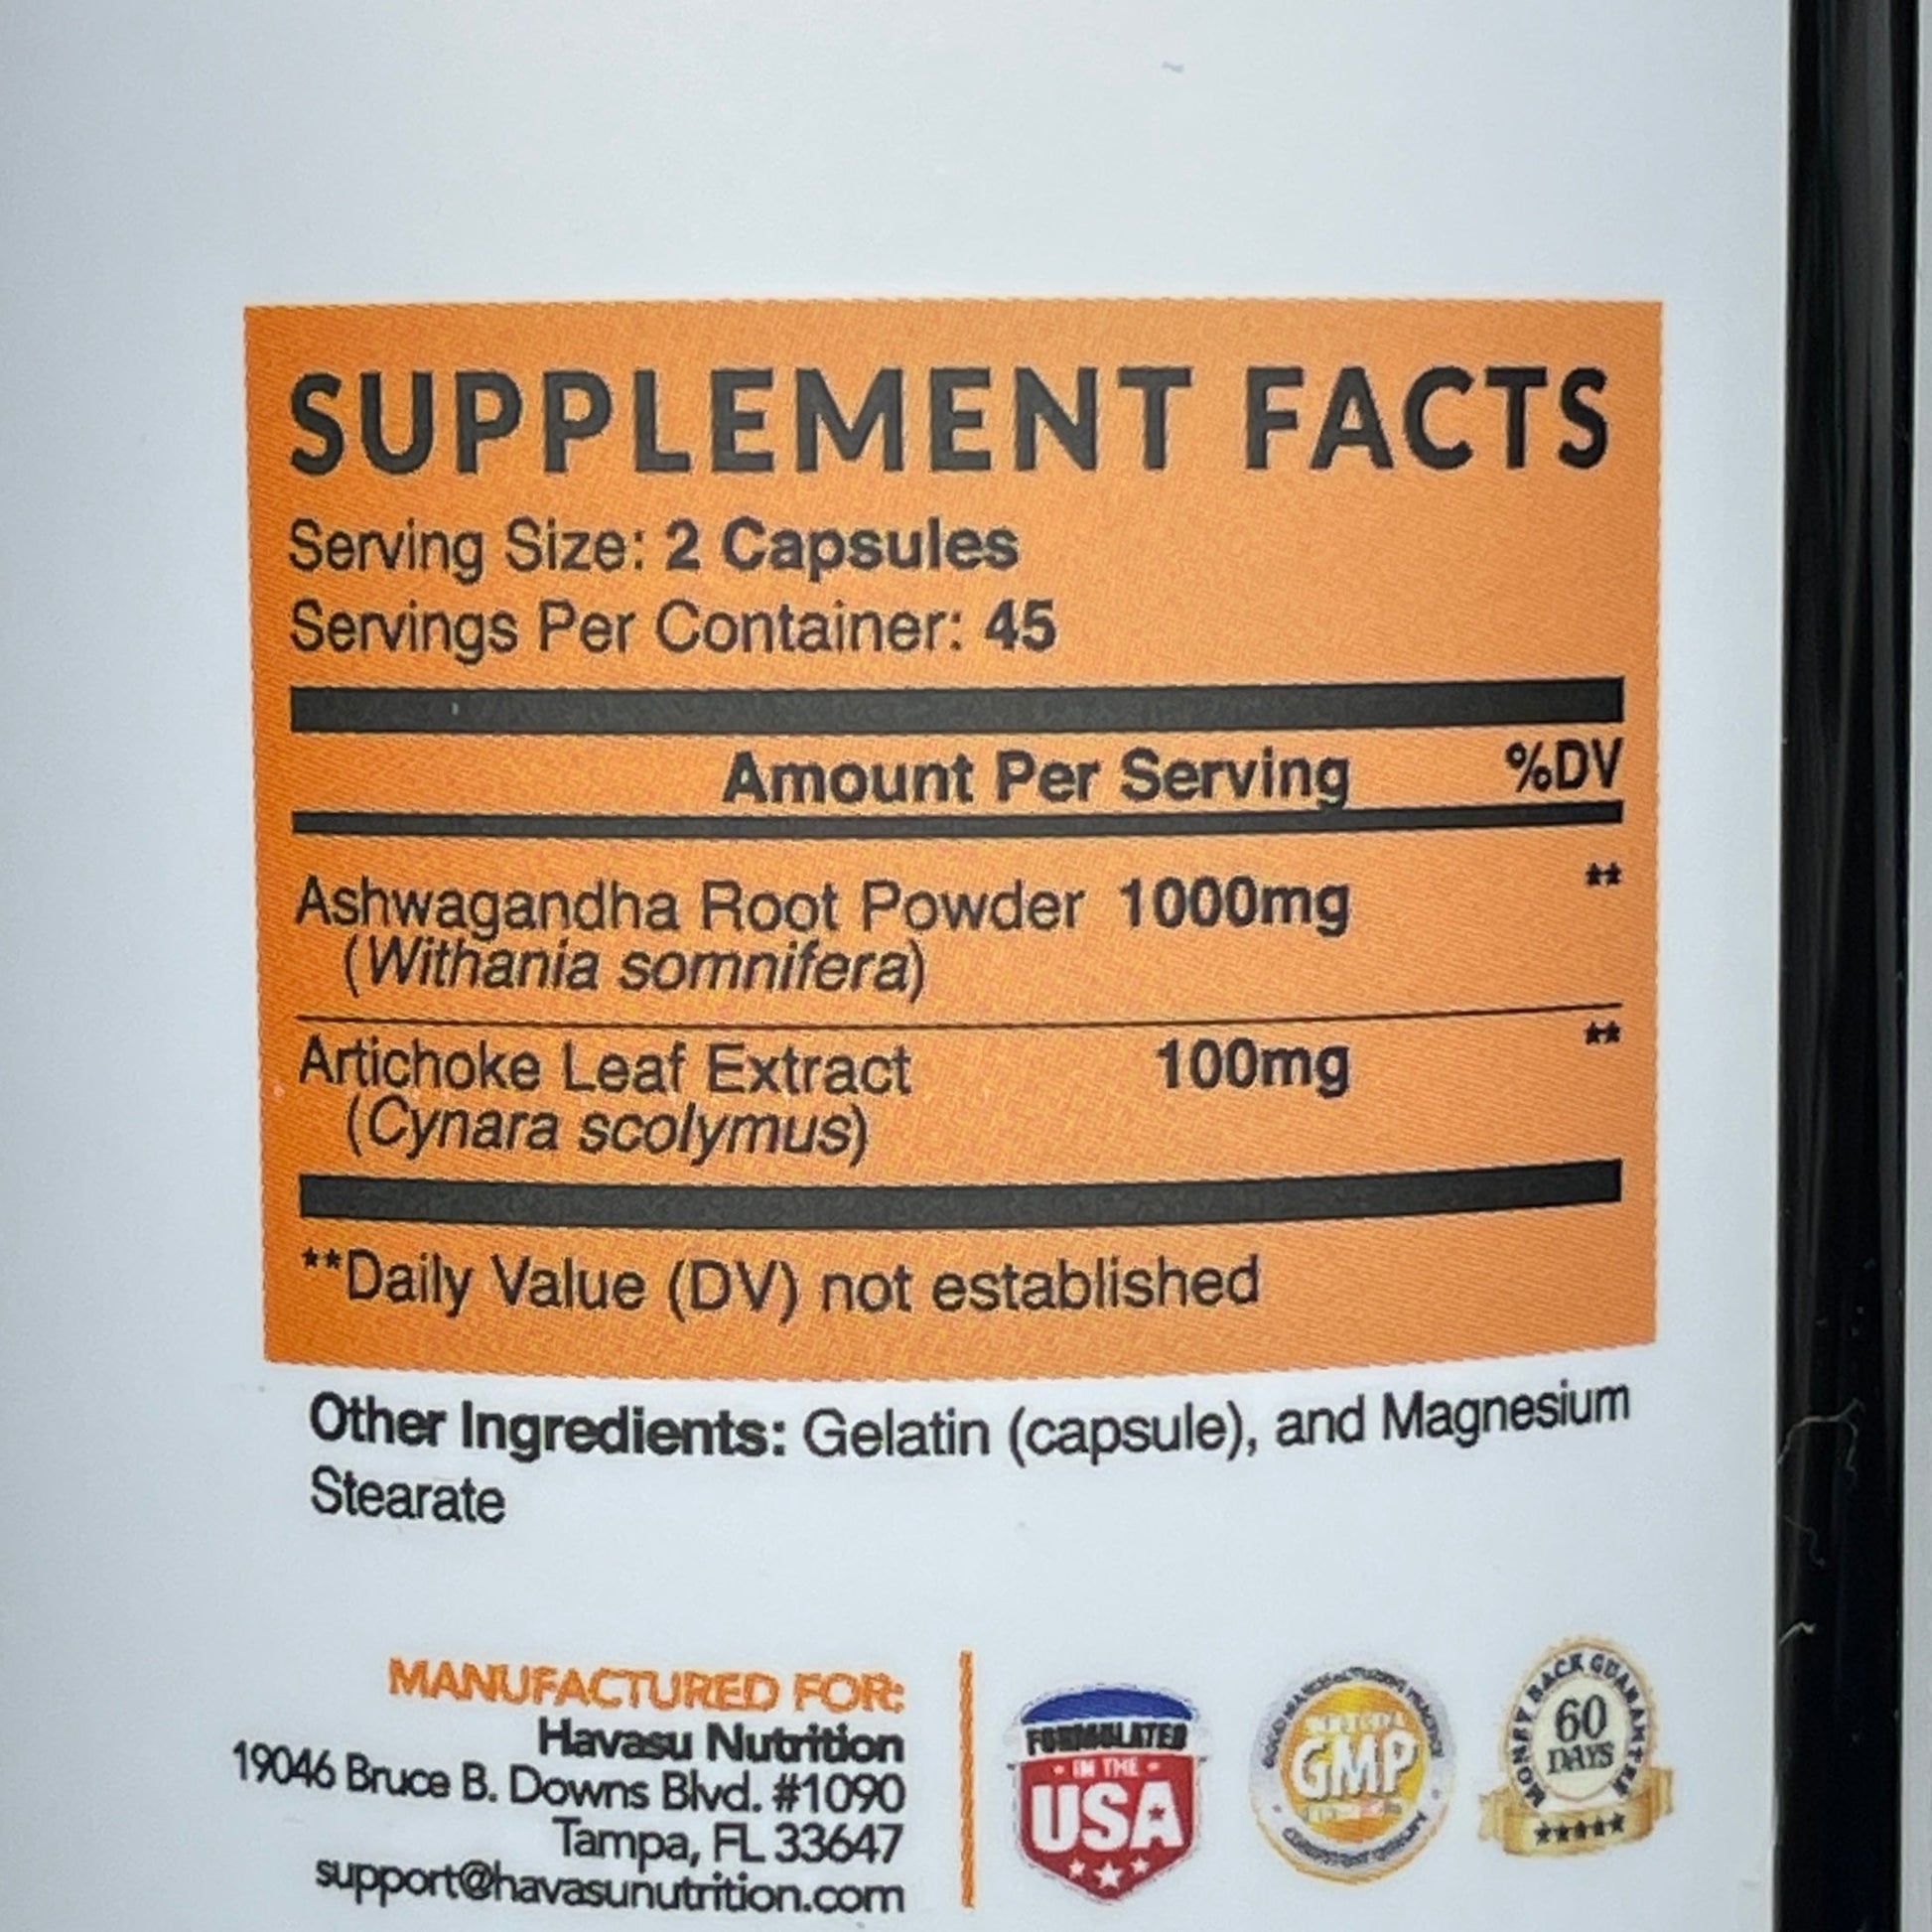 SUPPLEMENT FACTS
Serving Size: 2 Capsules
Servings Per Container: 45
Amount Per Serving %DV
Ashwagandha Root Powder 1000mg **
(Withania somnifera)
Artichoke Leaf Extract 100mg **
(Cynara scolymus)
**Daily Value (DV) not established
Other Ingredients: Gelatin (capsule), and Magnesium
Stearate
MANUFACTURED FOR:
Havasu Nutrition
19046 Bruce B. Downs Blvd. #1090
Tampa, FL 33647
support@havasunutrition.com
FORMULATED
IN THE
USA
GMP
MONEY BACK GUARANTEE
60
DAYS